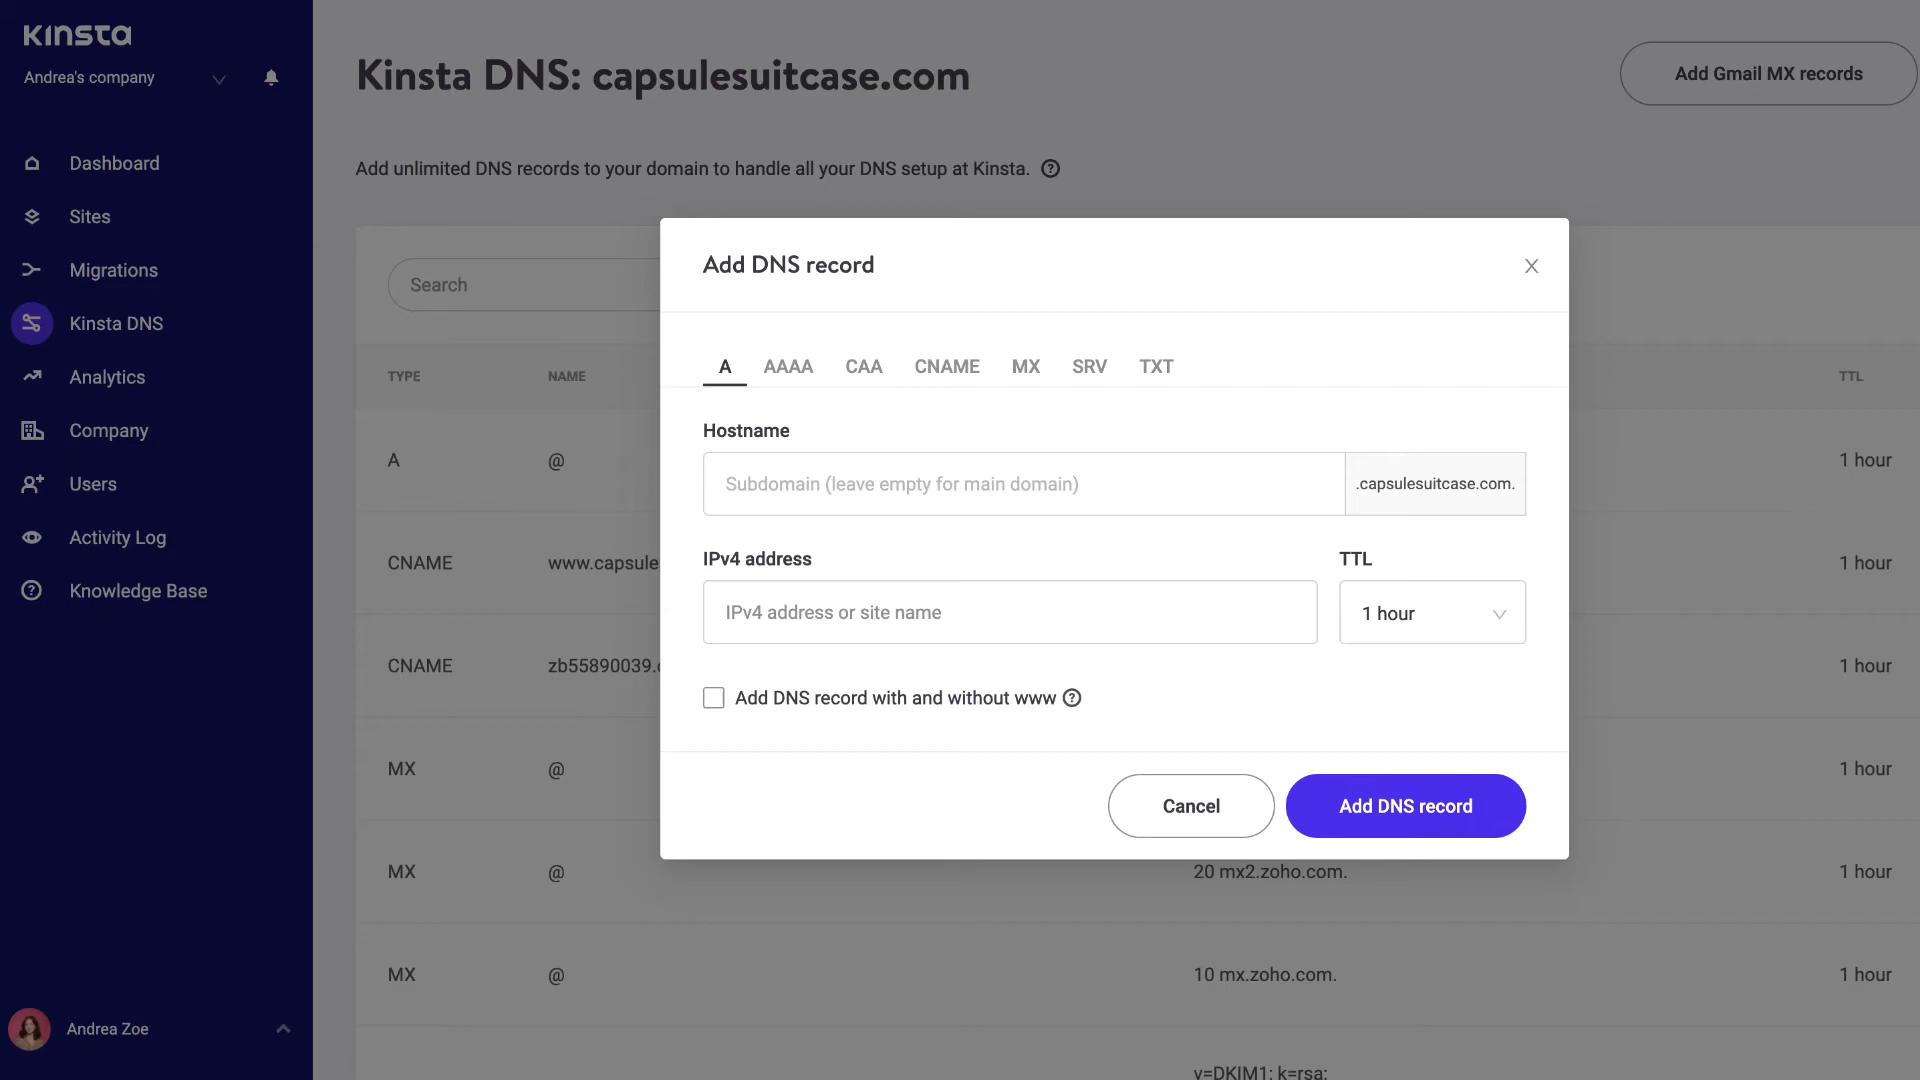 Kinsta
Andrea's company
Dashboard
Sites
Migrations
Kinsta DNS
Analytics
Company
Users
Activity Log
Knowledge Base
Andrea Zoe
Kinsta DNS: capsulesuitcase.com
Add Gmail MX records
Add unlimited DNS records to your domain to handle all your DNS setup at Kinsta.
Search
TYPE NAME TTL
A @ 1 hour
CNAME www.capsule 1 hour
CNAME zb55890039. 1 hour
MX @ 1 hour
MX @ 20 mx2.zoho.com. 1 hour
MX @ 10 mx.zoho.com. 1 hour
v=DKIM1; k=rsa;
Add DNS record
A AAAA CAA CNAME MX SRV TXT
Hostname
Subdomain (leave empty for main domain) .capsulesuitcase.com.
IPv4 address TTL
IPv4 address or site name 1 hour
Add DNS record with and without www
Cancel Add DNS record